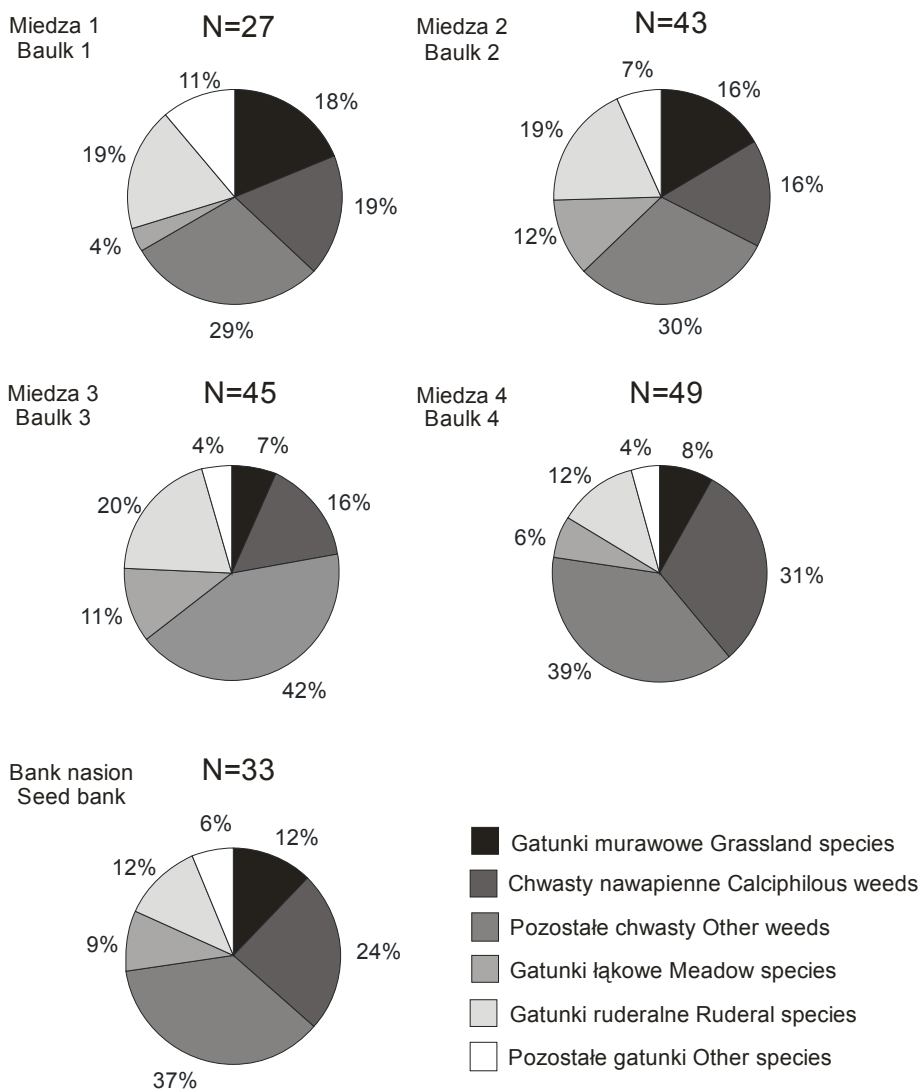 Miedza 1
Baulk 1
N=27
11%
18%
19%
19%
4%
29%
Miedza 2
Baulk 2
N=43
7%
16%
19%
16%
12%
30%
Miedza 3
Baulk 3
N=45
4%
7%
20%
16%
11%
42%
Miedza 4
Baulk 4
N=49
4%
8%
12%
6%
31%
39%
Bank nasion
Seed bank
N=33
6%
12%
12%
9%
24%
37%
Gatunki murawowe Grassland species
Chwasty nawapienne Calciphilous weeds
Pozostałe chwasty Other weeds
Gatunki łąkowe Meadow species
Gatunki ruderalne Ruderal species
Pozostałe gatunki Other species